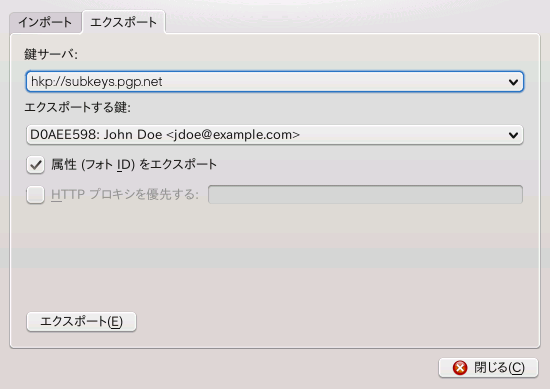 インポート エクスポート
鍵サーバ:
hkp://subkeys.pgp.net
エクスポートする鍵:
D0AEE598: John Doe <jdoe@example.com>
属性 (フォト ID) をエクスポート
HTTP プロキシを優先する:
エクスポート(E)
閉じる(C)